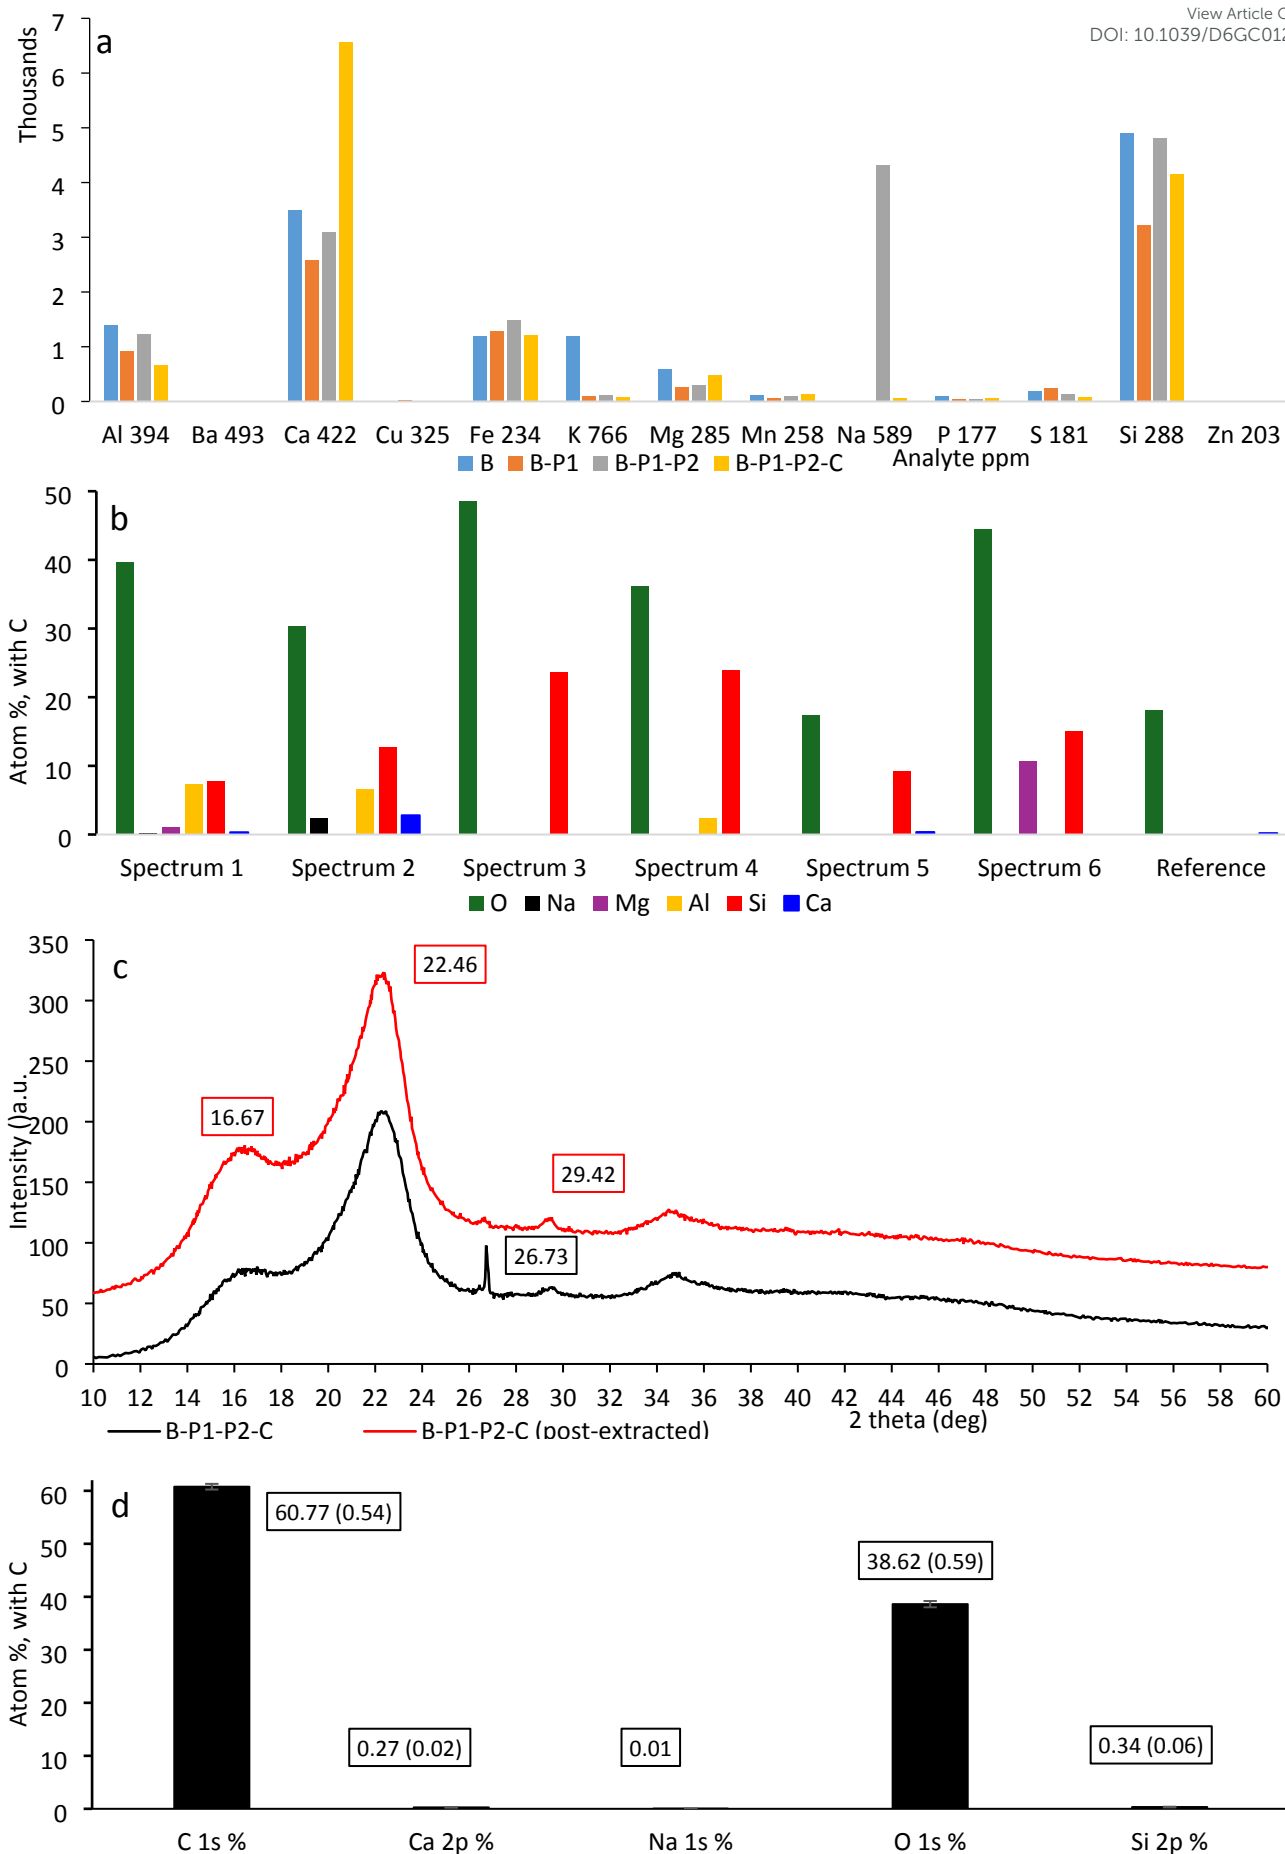 View Article O
DOI: 10.1039/D6GC012
a
Thousands
7
6
5
4
3
2
1
0
Al 394 Ba 493 Ca 422 Cu 325 Fe 234 K 766 Mg 285 Mn 258 Na 589 P 177 S 181 Si 288 Zn 203
B B-P1 B-P1-P2 B-P1-P2-C Analyte ppm
b
Atom %, with C
50
40
30
20
10
0
Spectrum 1 Spectrum 2 Spectrum 3 Spectrum 4 Spectrum 5 Spectrum 6 Reference
O Na Mg Al Si Ca
c
Intensity ()a.u.
350
300
250
200
150
100
50
0
22.46
16.67
29.42
26.73
10 12 14 16 18 20 22 24 26 28 30 32 34 36 38 40 42 44 46 48 50 52 54 56 58 60
2 theta (deg)
B-P1-P2-C B-P1-P2-C (post-extracted)
d
Atom %, with C
60
50
40
30
20
10
0
60.77 (0.54)
0.27 (0.02)
0.01
38.62 (0.59)
0.34 (0.06)
C 1s % Ca 2p % Na 1s % O 1s % Si 2p %